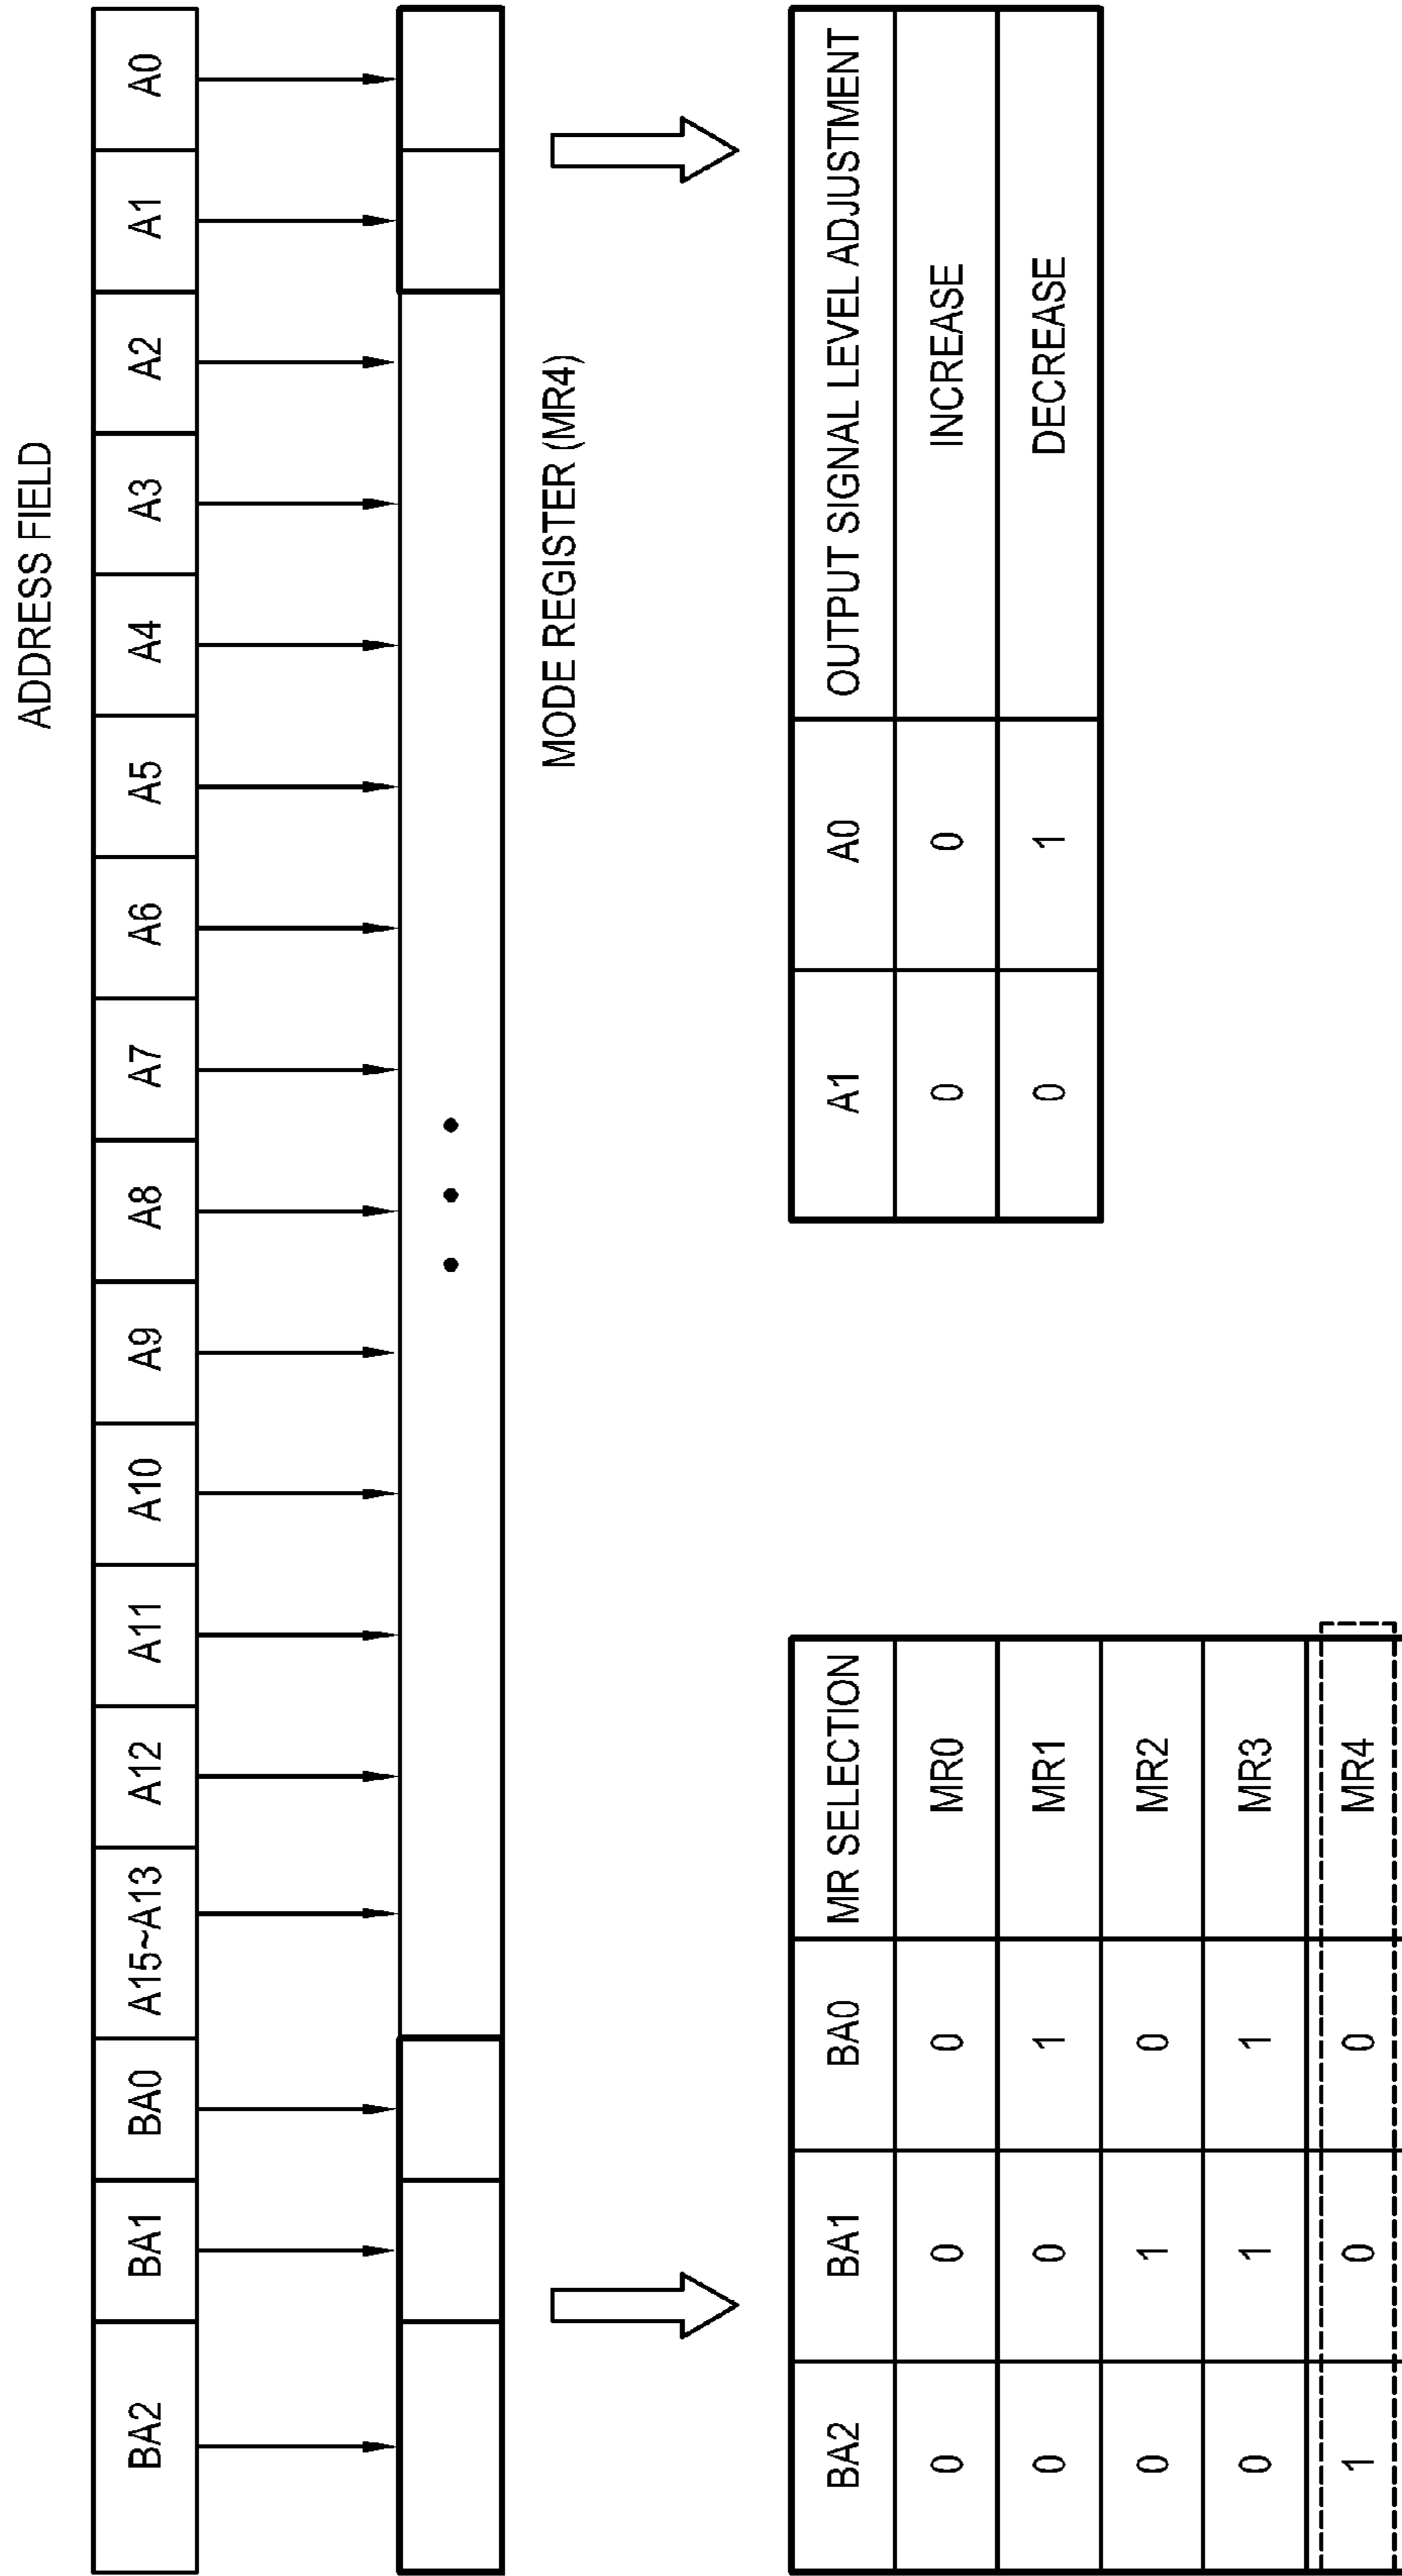 ADDRESS FIELD
BA2 BA1 BA0 A15~A13 A12 A11 A10 A9 A8 A7 A6 A5 A4 A3 A2 A1 A0
MODE REGISTER (MR4)
BA2 BA1 BA0 MR SELECTION
0 0 0 MR0
0 0 1 MR1
0 1 0 MR2
0 1 1 MR3
1 0 0 MR4
A1 A0 OUTPUT SIGNAL LEVEL ADJUSTMENT
0 0 INCREASE
0 1 DECREASE